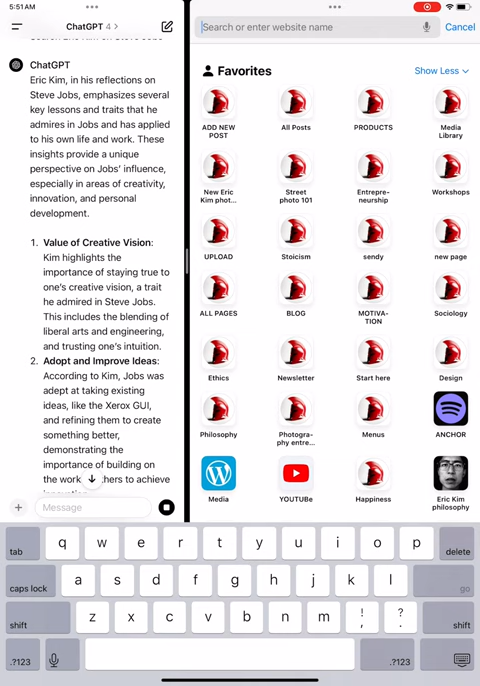 5:51 AM
ChatGPT 4 >
ChatGPT
Eric Kim, in his reflections on
Steve Jobs, emphasizes several
key lessons and traits that he
admires in Jobs and has applied
to his own life and work. These
insights provide a unique
perspective on Jobs' influence,
especially in areas of creativity,
innovation, and personal
development.
1. Value of Creative Vision:
Kim highlights the
importance of staying true to
one's creative vision, a trait
he admired in Steve Jobs.
This includes the blending of
liberal arts and engineering,
and trusting one's intuition.
2. Adopt and Improve Ideas:
According to Kim, Jobs was
adept at taking existing
ideas, like the Xerox GUI,
and refining them to create
something better,
demonstrating the
importance of building on
the work hers to achieve
Message
Search or enter website name
Cancel
Favorites
Show Less
ADD NEW
POST
All Posts
PRODUCTS
Media
Library
New Eric
Kim phot...
Street
photo 101
Entrepre-
neurship
Workshops
UPLOAD
Stoicism
sendy
new page
ALL PAGES
BLOG
MOTIVA-
TION
Sociology
Ethics
Newsletter
Start here
Design
Philosophy
Photogra-
phy entre...
Menus
ANCHOR
Media
YOUTUBe
Happiness
Eric Kim
philosophy
tab q w e r t y u i o p delete
caps lock a s d f g h j k l go
shift z x c v b n m ! , ? . shift
.?123 .?123